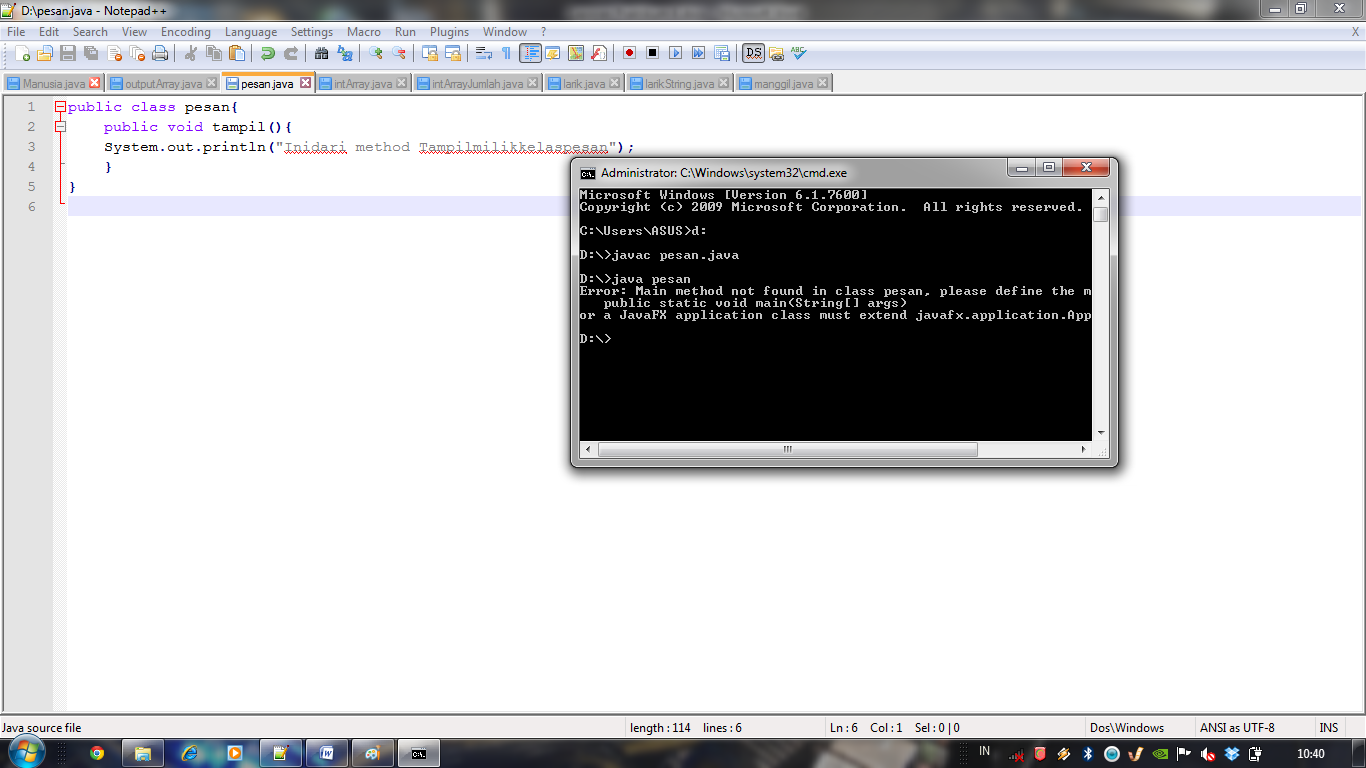 D:\pesan.java - Notepad++
File Edit Search View Encoding Language Settings Macro Run Plugins Window ? X
Manusia.java outputArray.java pesan.java intArray.java intArrayJumlah.java larik.java larikString.java manggil.java
1 public class pesan{
2 public void tampil(){
3 System.out.println("Inidari method Tampilmilikkelaspesan");
4 }
5 }
6
Administrator: C:\Windows\system32\cmd.exe
Microsoft Windows [Version 6.1.7600]
Copyright (c) 2009 Microsoft Corporation. All rights reserved.
C:\Users\ASUS>d:
D:\>javac pesan.java
D:\>java pesan
Error: Main method not found in class pesan, please define the m
public static void main(String[] args)
or a JavaFX application class must extend javafx.application.App
D:\>
Java source file length : 114 lines : 6 Ln : 6 Col : 1 Sel : 0 | 0 Dos\Windows ANSI as UTF-8 INS
IN 10:40